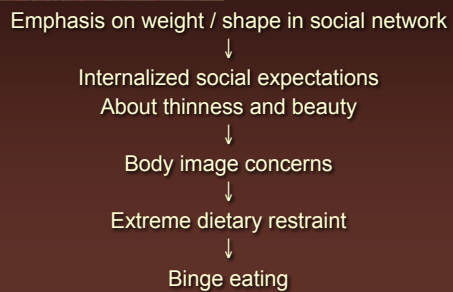 Emphasis on weight / shape in social network
↓
Internalized social expectations
About thinness and beauty
↓
Body image concerns
↓
Extreme dietary restraint
↓
Binge eating